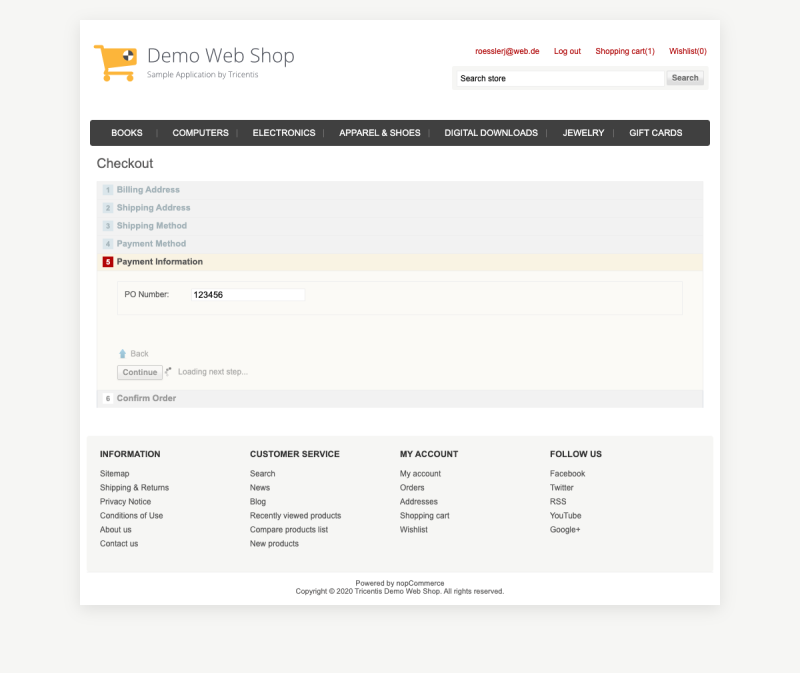 Demo Web Shop
Sample Application by Tricentis
roesslerj@web.de Log out Shopping cart(1) Wishlist(0)
Search store Search
BOOKS | COMPUTERS | ELECTRONICS | APPAREL & SHOES | DIGITAL DOWNLOADS | JEWELRY | GIFT CARDS
Checkout
1 Billing Address
2 Shipping Address
3 Shipping Method
4 Payment Method
5 Payment Information
PO Number: 123456
Back
Continue Loading next step...
6 Confirm Order
INFORMATION
Sitemap
Shipping & Returns
Privacy Notice
Conditions of Use
About us
Contact us
CUSTOMER SERVICE
Search
News
Blog
Recently viewed products
Compare products list
New products
MY ACCOUNT
My account
Orders
Addresses
Shopping cart
Wishlist
FOLLOW US
Facebook
Twitter
RSS
YouTube
Google+
Powered by nopCommerce
Copyright © 2020 Tricentis Demo Web Shop. All rights reserved.